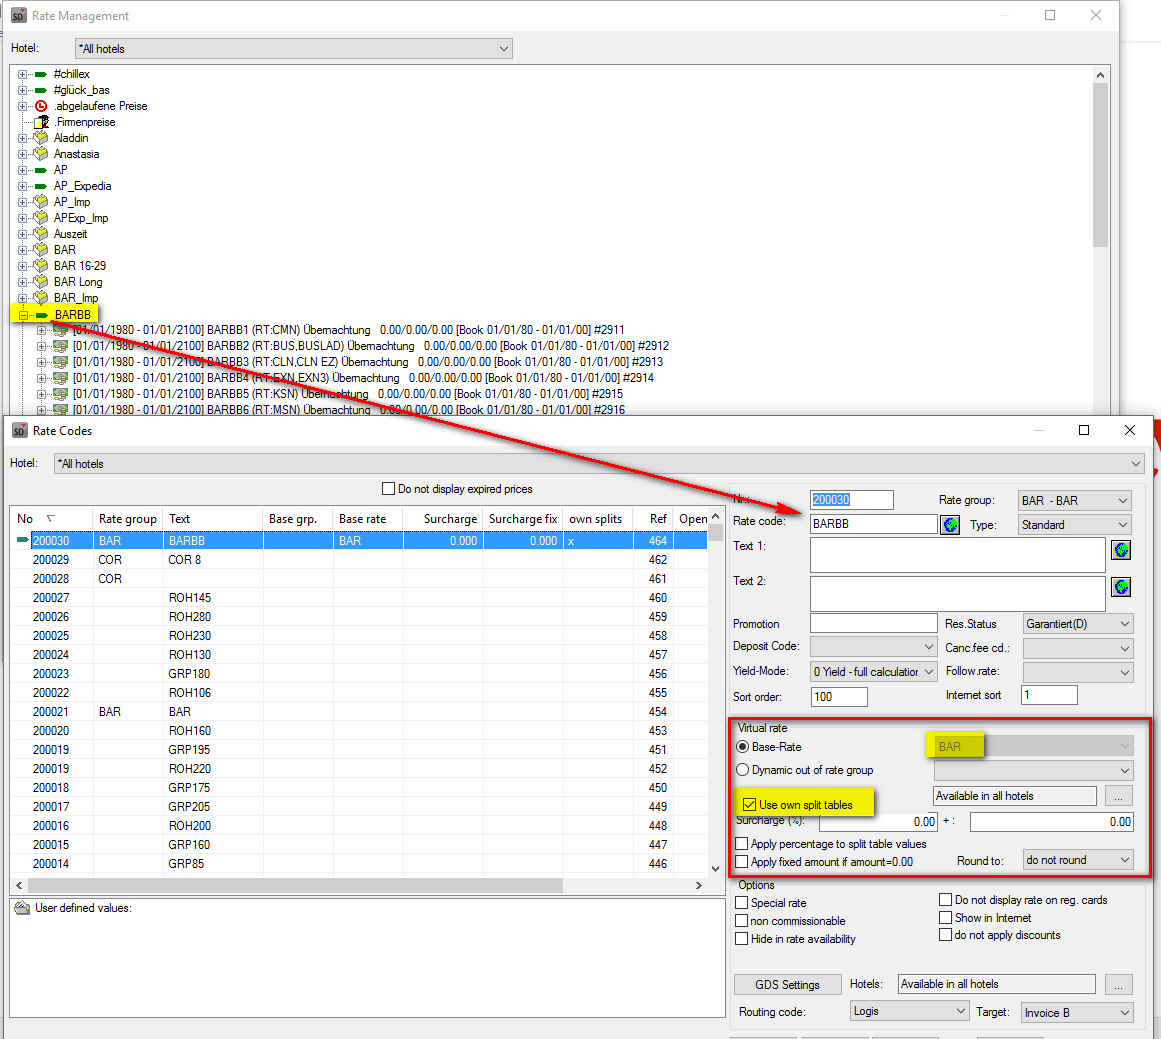 SD Rate Management
Hotel: *All hotels
#chillex
#glück_bas
.abgelaufene Preise
.Firmenpreise
Aladdin
Anastasia
AP
AP_Expedia
AP_Imp
APExp_Imp
Auszeit
BAR
BAR 16-29
BAR Long
BAR_Imp
BARBB
[01/01/1980 - 01/01/2100] BARBB1 (RT:CMN) Übernachtung 0.00/0.00/0.00 [Book 01/01/80 - 01/01/00] #2911
[01/01/1980 - 01/01/2100] BARBB2 (RT:BUS,BUSLAD) Übernachtung 0.00/0.00/0.00 [Book 01/01/80 - 01/01/00] #2912
[01/01/1980 - 01/01/2100] BARBB3 (RT:CLN,CLN EZ) Übernachtung 0.00/0.00/0.00 [Book 01/01/80 - 01/01/00] #2913
[01/01/1980 - 01/01/2100] BARBB4 (RT:EXN,EXN3) Übernachtung 0.00/0.00/0.00 [Book 01/01/80 - 01/01/00] #2914
[01/01/1980 - 01/01/2100] BARBB5 (RT:KSN) Übernachtung 0.00/0.00/0.00 [Book 01/01/80 - 01/01/00] #2915
[01/01/1980 - 01/01/2100] BARBB6 (RT:MSN) Übernachtung 0.00/0.00/0.00 [Book 01/01/80 - 01/01/00] #2916
SD Rate Codes
Hotel: *All hotels
Do not display expired prices
No Rate group Text Base grp. Base rate Surcharge Surcharge fix own splits Ref Open
200030 BAR BARBB BAR 0.000 0.000 x 464
200029 COR COR 8 462
200028 COR 461
200027 ROH145 460
200026 ROH280 459
200025 ROH230 458
200024 ROH130 457
200023 GRP180 456
200022 ROH106 455
200021 BAR BAR 454
200020 ROH160 453
200019 GRP195 451
200019 ROH220 452
200018 GRP175 450
200017 GRP205 449
200016 ROH200 448
200015 GRP160 447
200014 GRP85 446
User defined values:
Nr.: 200030 Rate group: BAR - BAR
Rate code: BARBB Type: Standard
Text 1:
Text 2:
Promotion Res.Status Garantiert(D)
Deposit Code: Canc.fee cd.:
Yield-Mode: 0 Yield - full calculation Follow.rate:
Sort order: 100 Internet sort 1
Virtual rate
Base-Rate BAR
Dynamic out of rate group
Available in all hotels ...
Use own split tables
Surcharge (%): 0.00 + : 0.00
Apply percentage to split table values
Apply fixed amount if amount=0.00 Round to: do not round
Options
Special rate Do not display rate on reg. cards
non commissionable Show in Internet
Hide in rate availability do not apply discounts
GDS Settings Hotels: Available in all hotels ...
Routing code: Logis Target: Invoice B